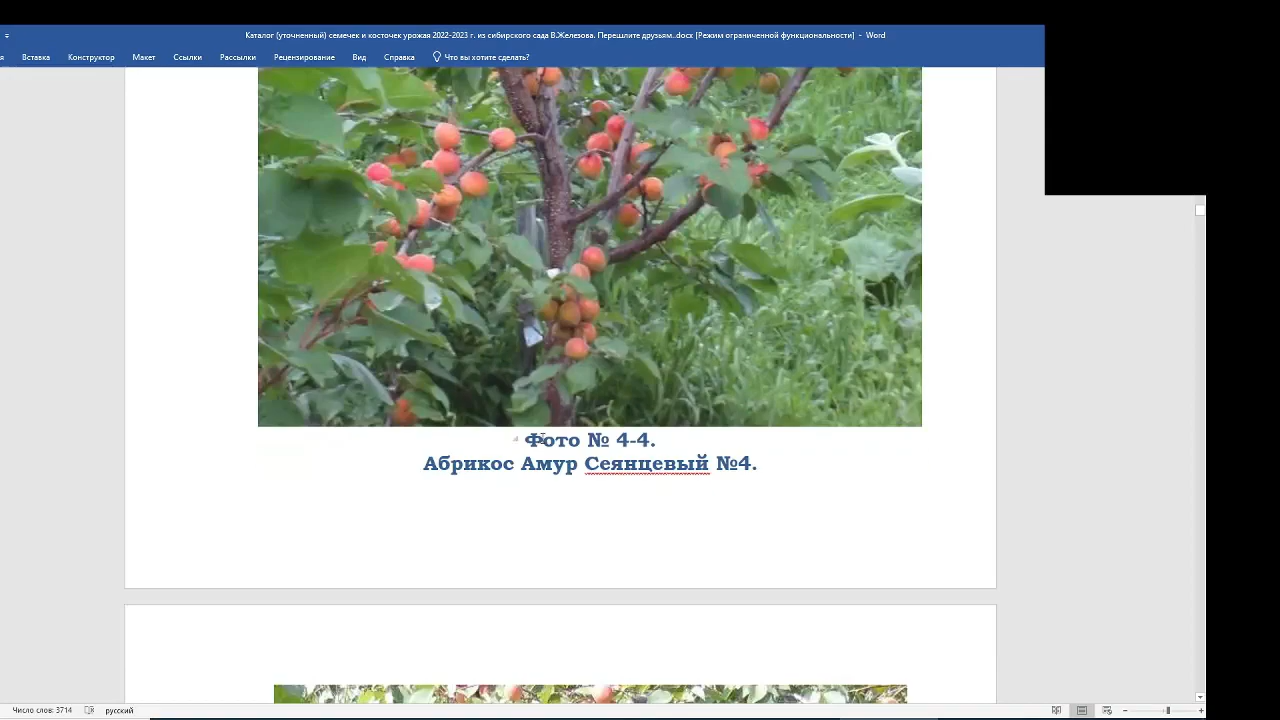 Каталог (уточненный) семечек и косточек урожая 2022-2023 г. из сибирского сада В.Железова. Перешлите друзьям..docx [Режим ограниченной функциональности] - Word
я Вставка Конструктор Макет Ссылки Рассылки Рецензирование Вид Справка Что вы хотите сделать?
Фото № 4-4.
Абрикос Амур Сеянцевый №4.
Число слов: 3714 русский